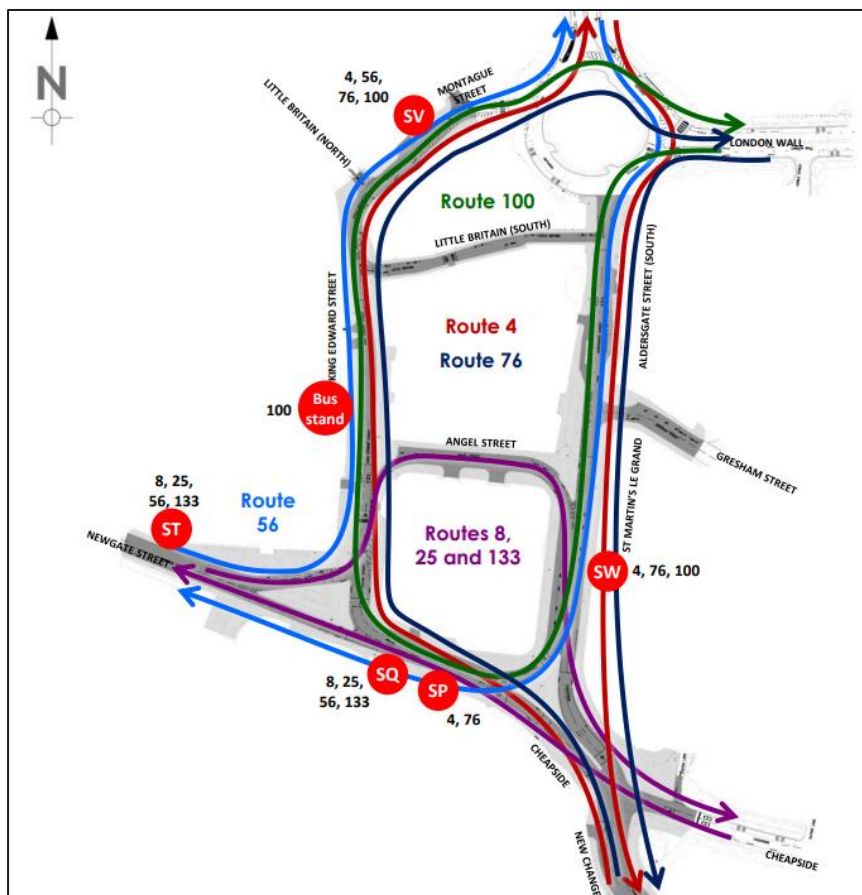 N
4, 56,
76, 100
SV
MONTAGUE
STREET
LITTLE BRITAIN (NORTH)
LONDON WALL
Route 100
LITTLE BRITAIN (SOUTH)
KING EDWARD STREET
ALDERSGATE STREET (SOUTH)
Route 4
Route 76
100
Bus
stand
ANGEL STREET
GRESHAM STREET
8, 25,
56, 133
ST
Route
56
NEWGATE STREET
Routes 8,
25 and 133
ST MARTIN'S LE GRAND
SW
4, 76, 100
SQ
8, 25,
56, 133
SP
4, 76
CHEAPSIDE
NEW CHANGE
CHEAPSIDE